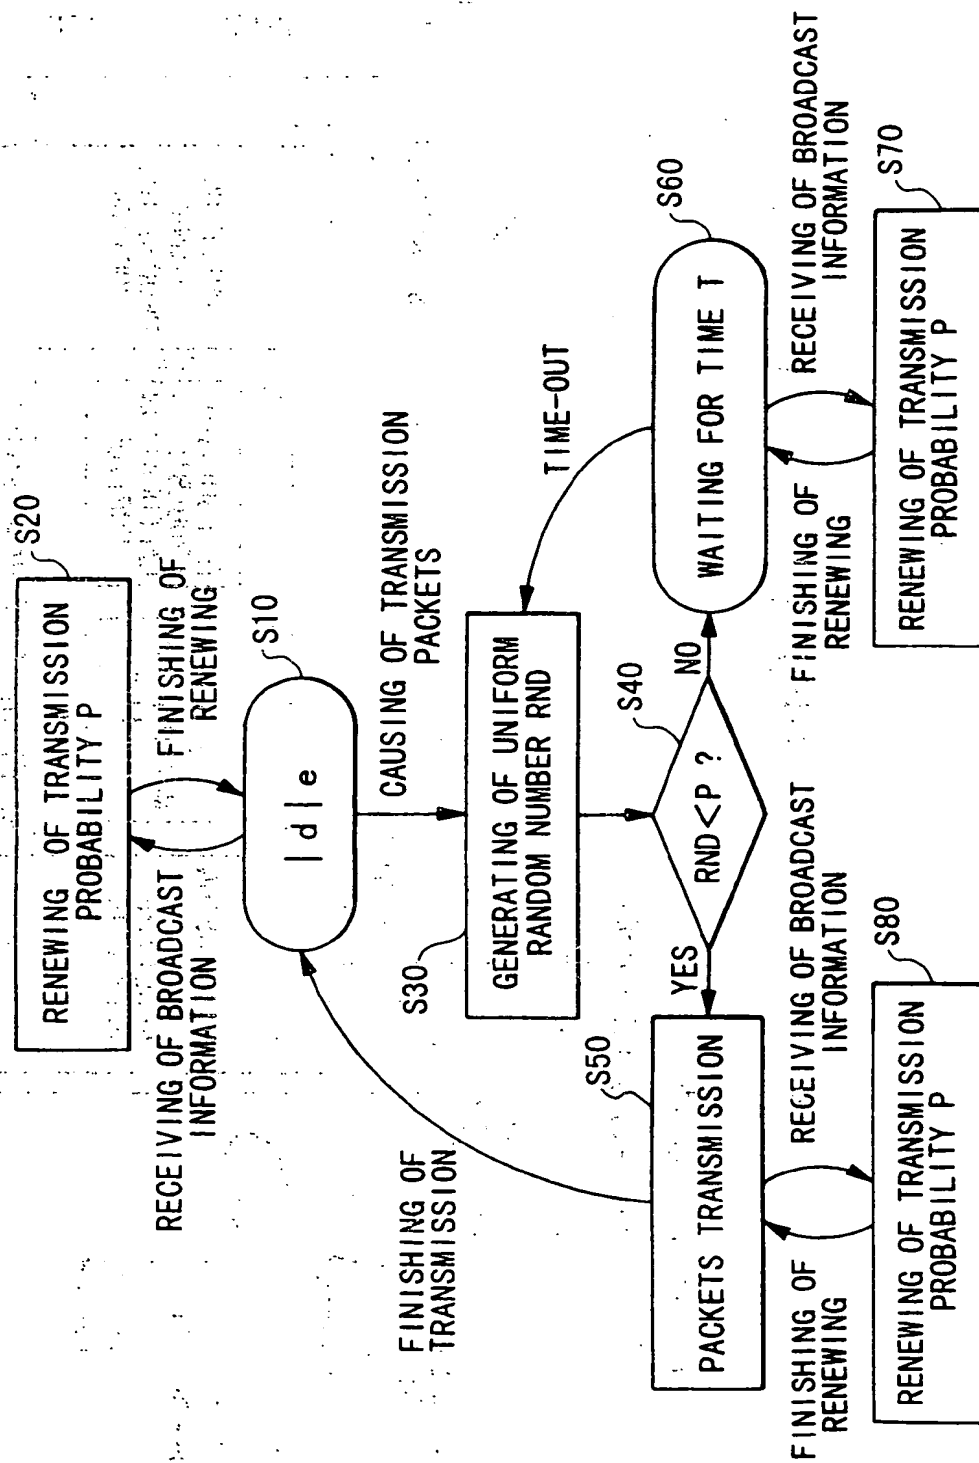 S20
RENEWING OF TRANSMISSION
PROBABILITY P
RECEIVING OF BROADCAST
INFORMATION
FINISHING OF
RENEWING
S10
Idle
CAUSING OF TRANSMISSION
PACKETS
FINISHING OF
TRANSMISSION
S30
GENERATING OF UNIFORM
RANDOM NUMBER RND
TIME-OUT
S40
RND<P ?
YES
NO
S50
PACKETS TRANSMISSION
S60
WAITING FOR TIME T
FINISHING OF
RENEWING
RECEIVING OF BROADCAST
INFORMATION
FINISHING OF
RENEWING
RECEIVING OF BROADCAST
INFORMATION
S80
RENEWING OF TRANSMISSION
PROBABILITY P
S70
RENEWING OF TRANSMISSION
PROBABILITY P